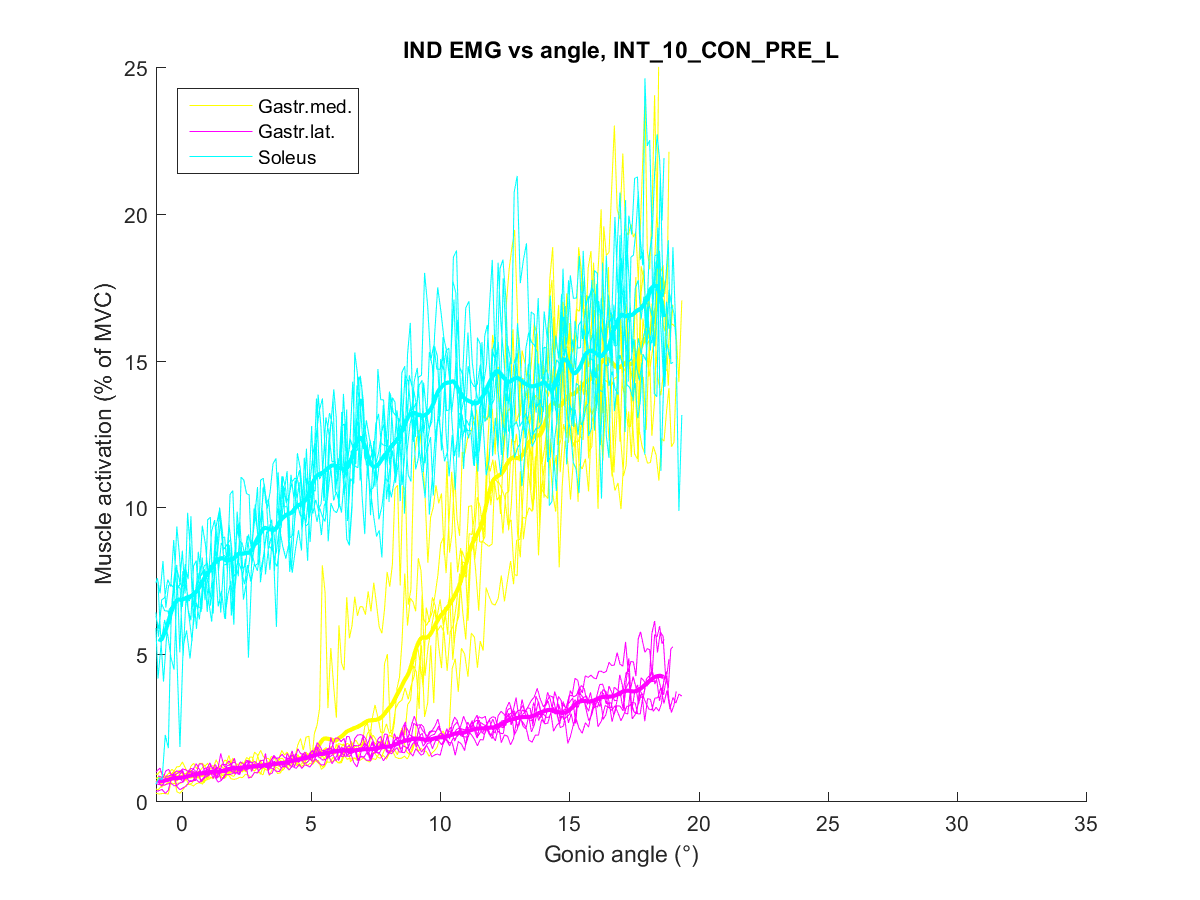 IND EMG vs angle, INT_10_CON_PRE_L
25
20
15
10
5
0
Muscle activation (% of MVC)
Gastr.med.
Gastr.lat.
Soleus
0 5 10 15 20 25 30 35
Gonio angle (°)